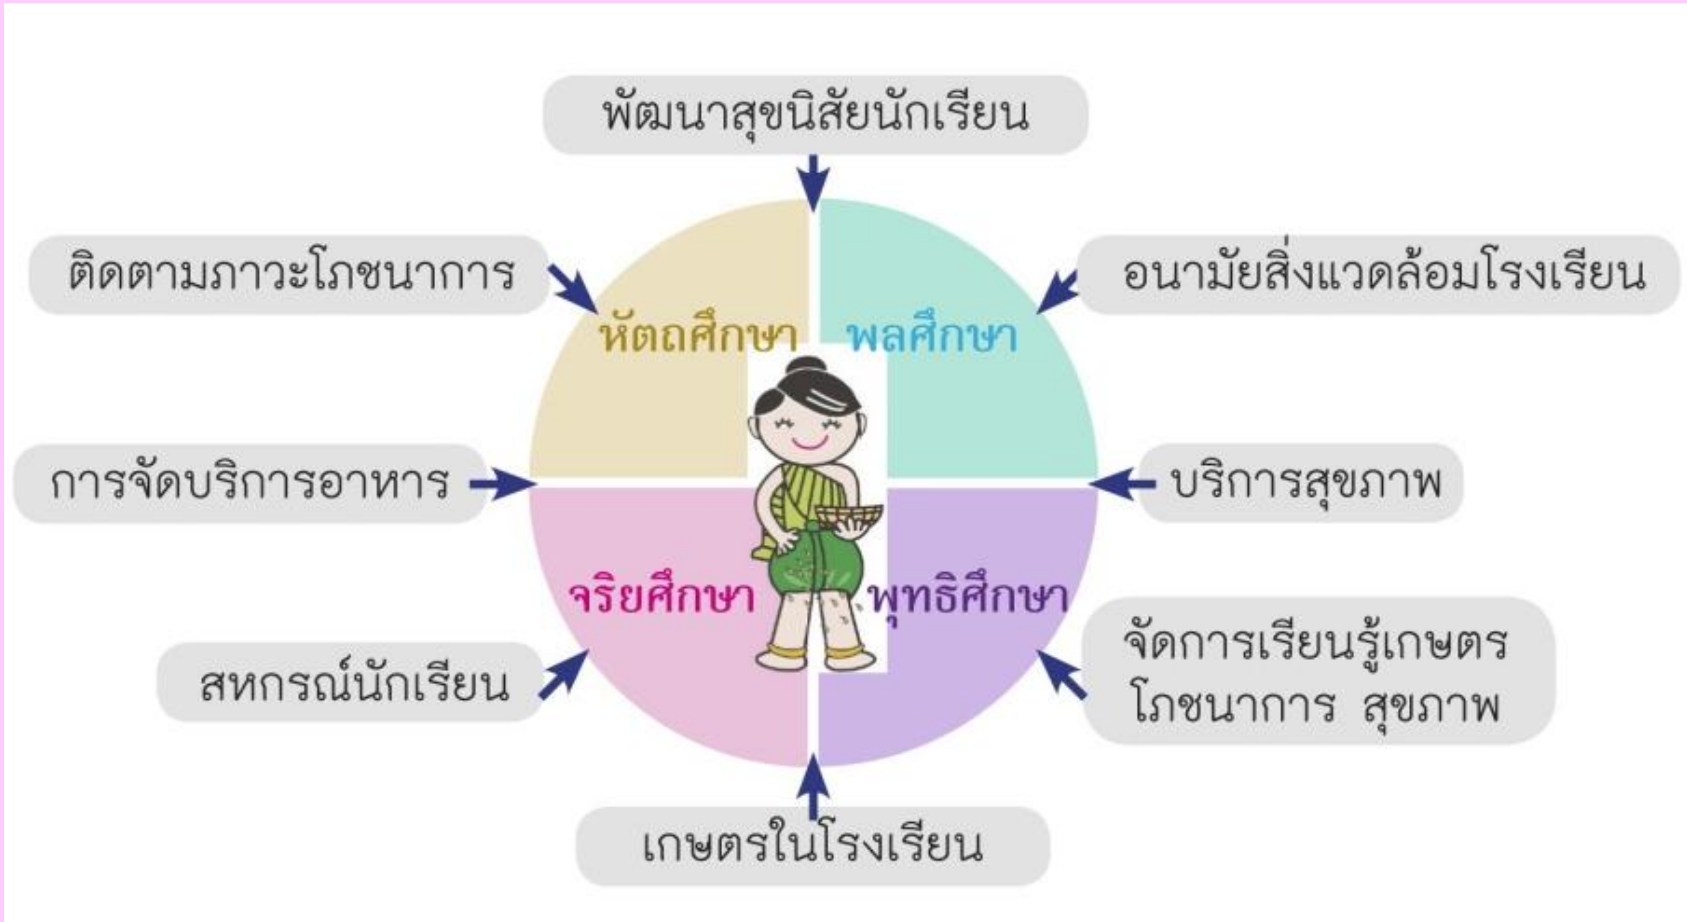 พัฒนาสุขนิสัยนักเรียน
ติดตามภาวะโภชนาการ
อนามัยสิ่งแวดล้อมโรงเรียน
หัตถศึกษา
พลศึกษา
การจัดบริการอาหาร
บริการสุขภาพ
จริยศึกษา
พุทธิศึกษา
สหกรณ์นักเรียน
จัดการเรียนรู้เกษตร
โภชนาการ สุขภาพ
เกษตรในโรงเรียน